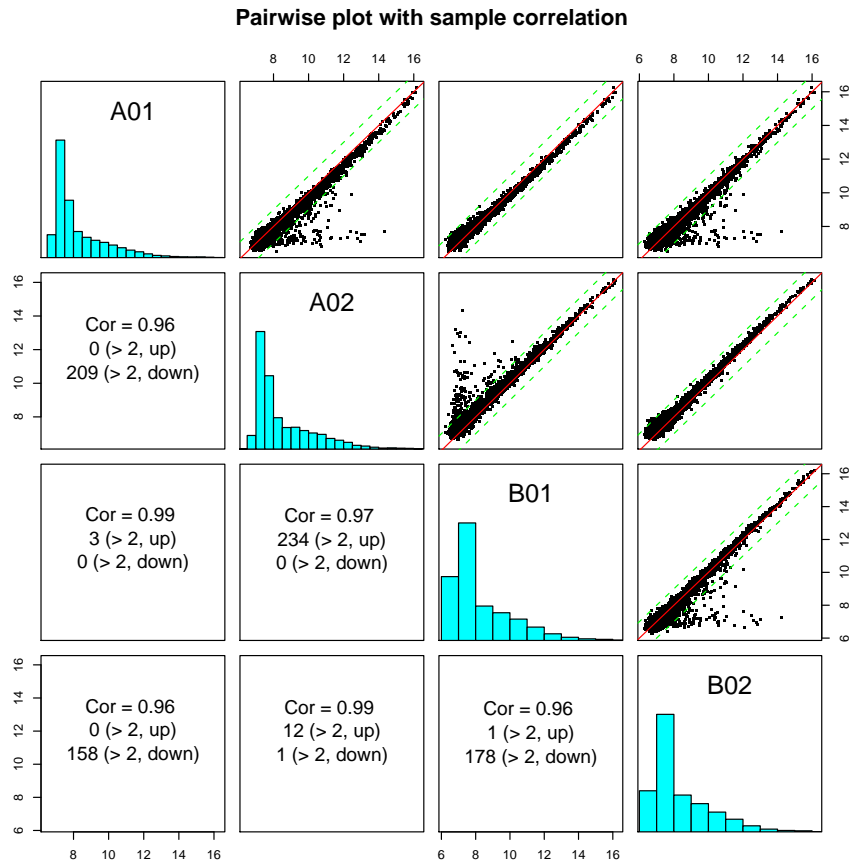 Pairwise plot with sample correlation
8 10 12 14 16
6 8 10 12 14 16
A01
8 10 12 14 16
8 10 12 14 16
A02
Cor = 0.96
0 (> 2, up)
209 (> 2, down)
B01
6 8 10 12 14 16
Cor = 0.99
3 (> 2, up)
0 (> 2, down)
Cor = 0.97
234 (> 2, up)
0 (> 2, down)
6 8 10 12 14 16
B02
Cor = 0.96
0 (> 2, up)
158 (> 2, down)
Cor = 0.99
12 (> 2, up)
1 (> 2, down)
Cor = 0.96
1 (> 2, up)
178 (> 2, down)
8 10 12 14 16
6 8 10 12 14 16